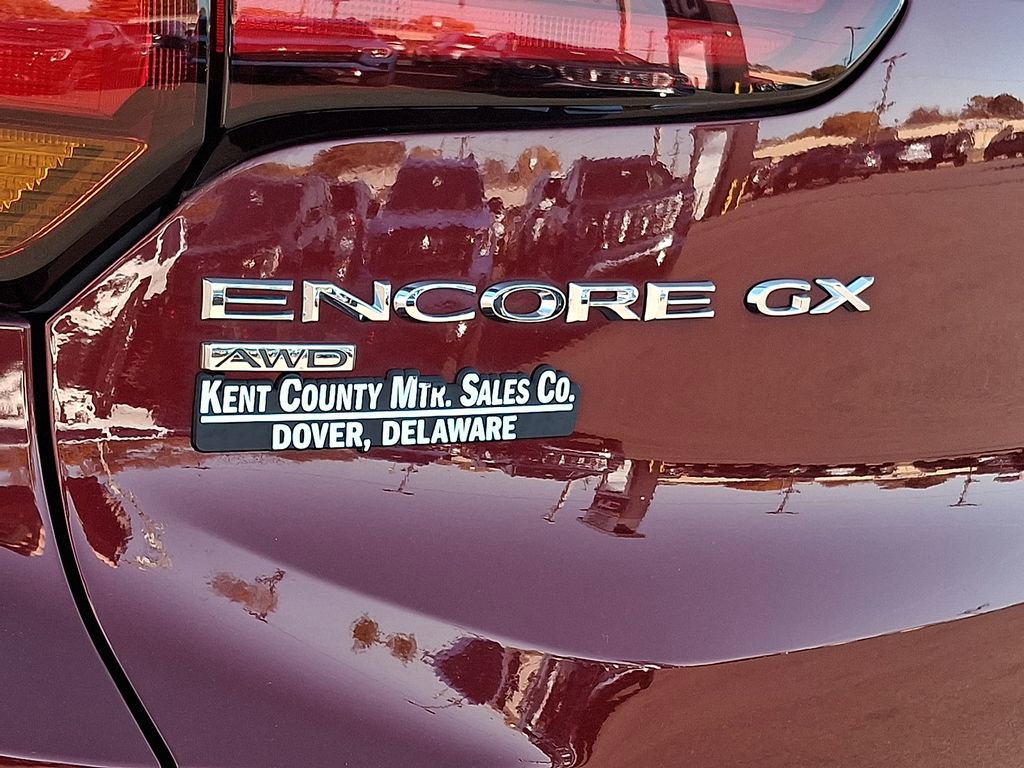 ENCORE GX
AWD
KENT COUNTY MTR. SALES CO.
DOVER, DELAWARE